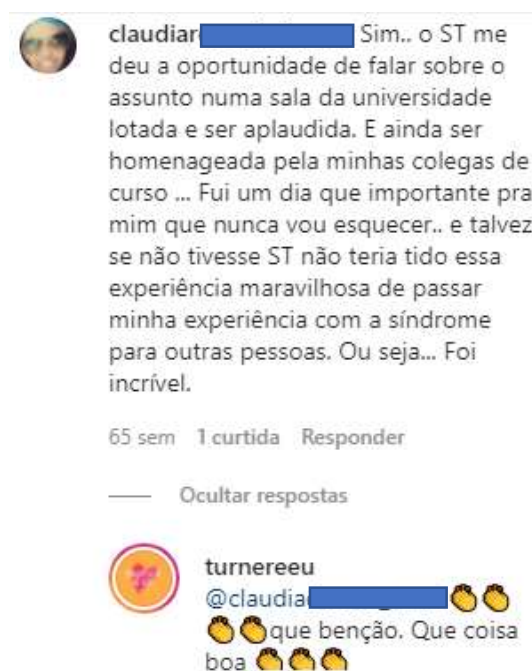 claudiar Sim.. o ST me
deu a oportunidade de falar sobre o
assunto numa sala da universidade
lotada e ser aplaudida. E ainda ser
homenageada pela minhas colegas de
curso ... Fui um dia que importante pra
mim que nunca vou esquecer.. e talvez
se não tivesse ST não teria tido essa
experiência maravilhosa de passar
minha experiência com a síndrome
para outras pessoas. Ou seja... Foi
incrível.
65 sem 1 curtida Responder
Ocultar respostas
turnereeu
@claudia 👏👏
👏👏que benção. Que coisa
boa 👏👏👏